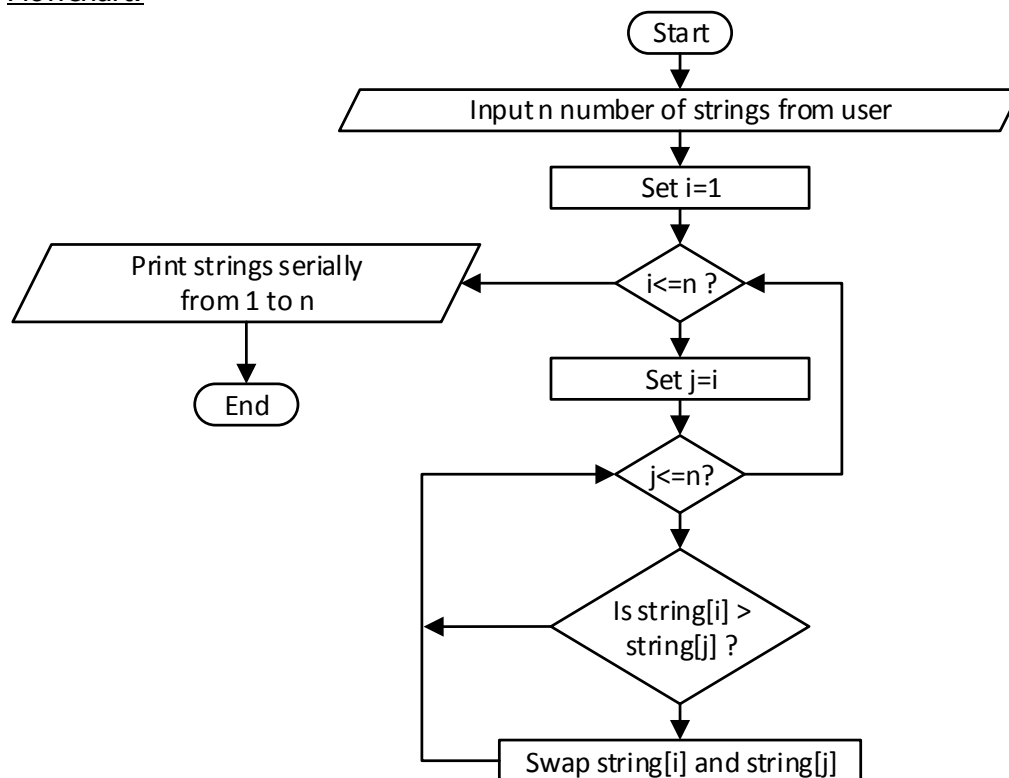 Flowchart:
Start
Input n number of strings from user
Set i=1
i<=n ?
Print strings serially
from 1 to n
Set j=i
End
j<=n?
Is string[i] >
string[j] ?
Swap string[i] and string[j]